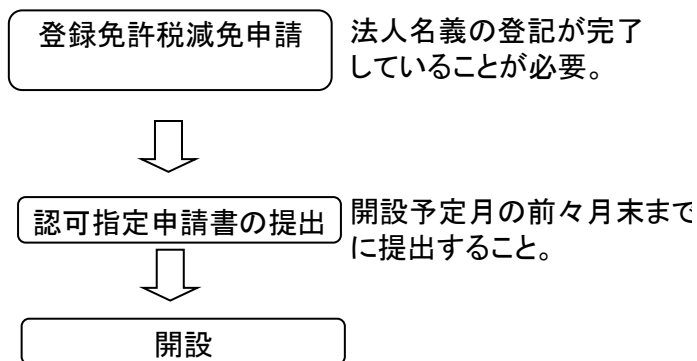 登録免許税減免申請
法人名義の登記が完了
していることが必要。
認可指定申請書の提出
開設予定月の前々月末まで
に提出すること。
開設